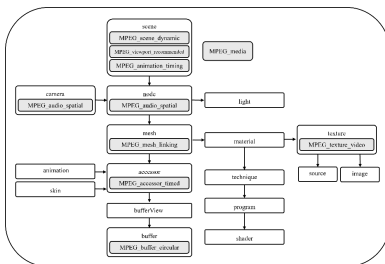 scene
MPEG_scene_dynamic
MPEG_viewport_recommended
MPEG_animation_timing
MPEG_media
camera
MPEG_audio_spatial
node
MPEG_audio_spatial
light
mesh
MPEG_mesh_linking
material
texture
MPEG_texture_video
animation
skin
accessor
MPEG_accessor_timed
technique
source
image
bufferView
program
buffer
MPEG_buffer_circular
shader